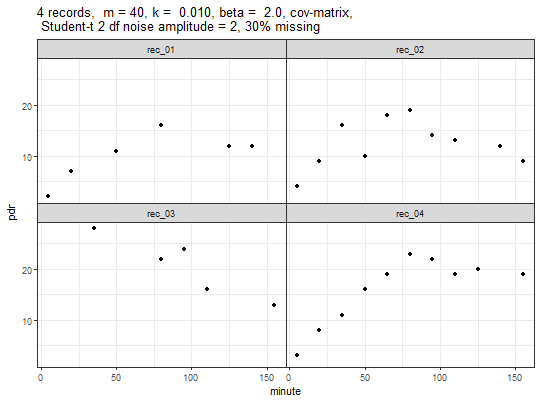 4 records,  m = 40, k =  0.010, beta =  2.0, cov-matrix,
Student-t 2 df noise amplitude = 2, 30% missing
rec_01 rec_02
20
10
rec_03 rec_04
20
10
0 50 100 150 0 50 100 150
minute
pdr